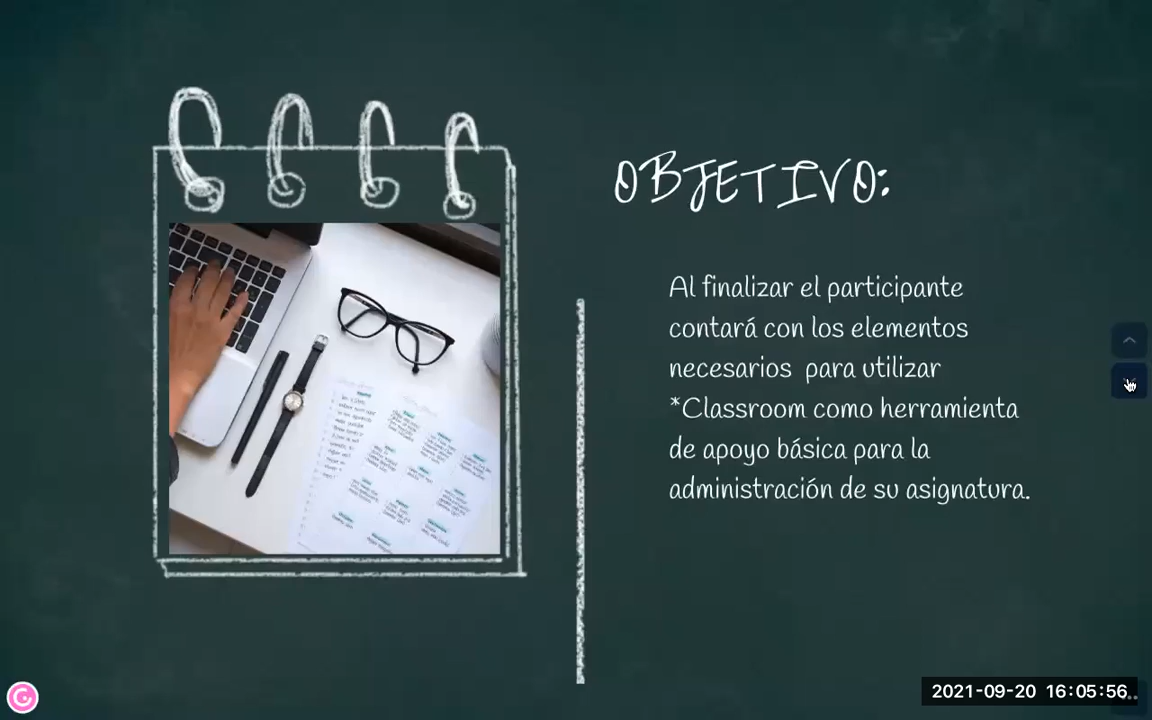 OBJETIVO:
Al finalizar el participante
contará con los elementos
necesarios  para utilizar
*Classroom como herramienta
de apoyo básica para la
administración de su asignatura.
2021-09-20 16:05:56